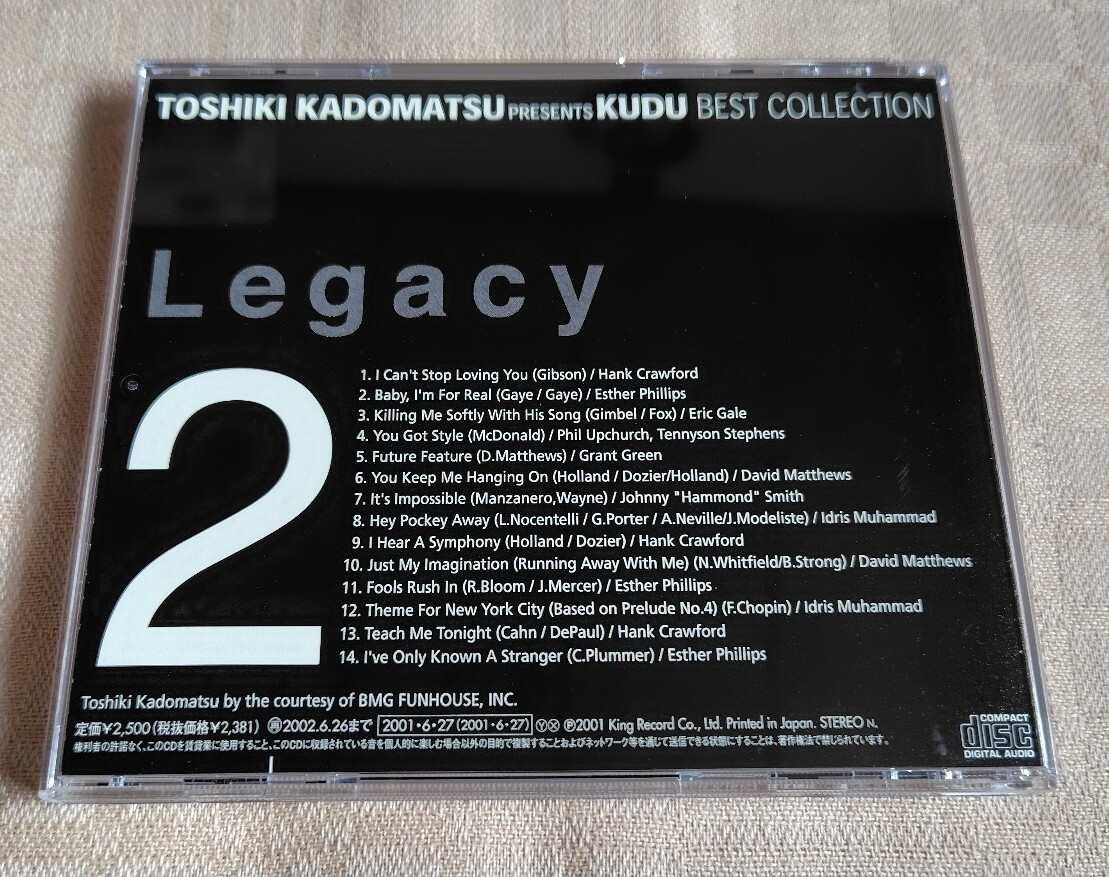 TOSHIKI KADOMATSU PRESENTS KUDU BEST COLLECTION
Legacy
2
1. I Can't Stop Loving You (Gibson) / Hank Crawford
2. Baby, I'm For Real (Gaye / Gaye) / Esther Phillips
3. Killing Me Softly With His Song (Gimbel / Fox) / Eric Gale
4. You Got Style (McDonald) / Phil Upchurch, Tennyson Stephens
5. Future Feature (D.Matthews) / Grant Green
6. You Keep Me Hanging On (Holland / Dozier/Holland) / David Matthews
7. It's Impossible (Manzanero,Wayne) / Johnny "Hammond" Smith
8. Hey Pockey Away (L.Nocentelli / G.Porter / A.Neville/J.Modeliste) / Idris Muhammad
9. I Hear A Symphony (Holland / Dozier) / Hank Crawford
10. Just My Imagination (Running Away With Me) (N.Whitfield/B.Strong) / David Matthews
11. Fools Rush In (R.Bloom / J.Mercer) / Esther Phillips
12. Theme For New York City (Based on Prelude No.4) (F.Chopin) / Idris Muhammad
13. Teach Me Tonight (Cahn / DePaul) / Hank Crawford
14. I've Only Known A Stranger (C.Plummer) / Esther Phillips
Toshiki Kadomatsu by the courtesy of BMG FUNHOUSE, INC.
定価¥2,500(税抜価格¥2,381) 再2002.6.26まで 2001・6・27(2001・6・27) Ⓨ Ⓧ ℗2001 King Record Co., Ltd. Printed in Japan. STEREO N.
権利者の許諾なく、このCDを賃貸業に使用すること、このCDに収録されている音を個人的に楽しむ場合以外の目的で複製することおよびネットワーク等を通じて送信できる状態にすることは、著作権法で禁じられています。
COMPACT
disc
DIGITAL AUDIO